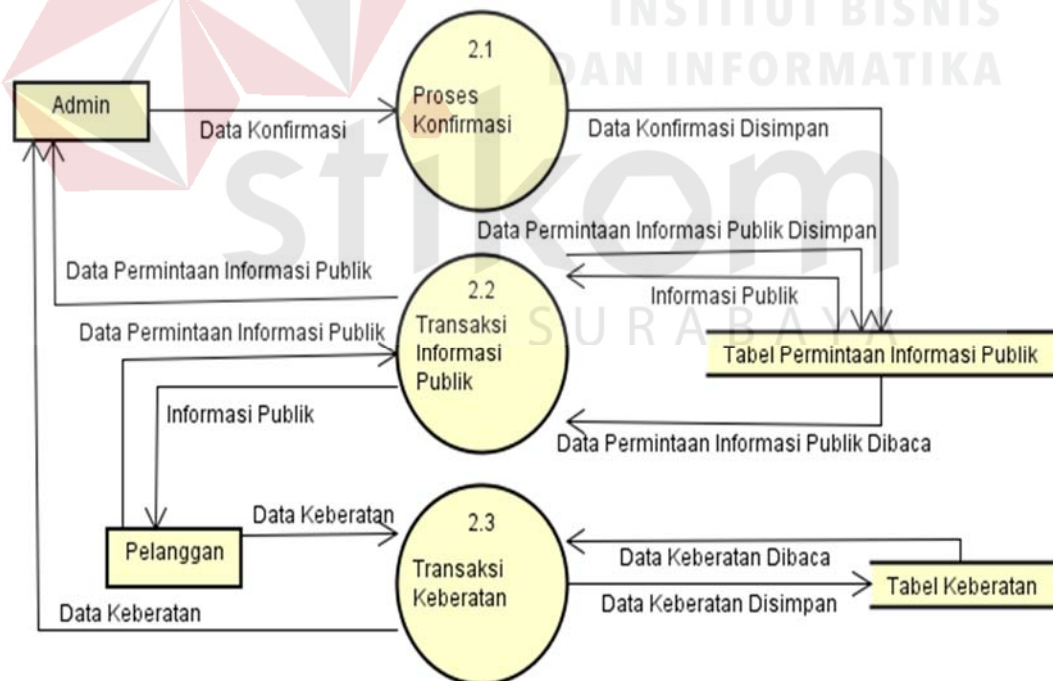 INSTITUT BISNIS
DAN INFORMATIKA
stikom
SURABAYA
2.1
Proses
Konfirmasi
Admin
Data Konfirmasi
Data Konfirmasi Disimpan
Data Permintaan Informasi Publik Disimpan
Data Permintaan Informasi Publik
2.2
Transaksi
Informasi
Publik
Informasi Publik
Data Permintaan Informasi Publik
Tabel Permintaan Informasi Publik
Informasi Publik
Data Permintaan Informasi Publik Dibaca
Data Keberatan
2.3
Transaksi
Keberatan
Pelanggan
Data Keberatan Dibaca
Tabel Keberatan
Data Keberatan
Data Keberatan Disimpan